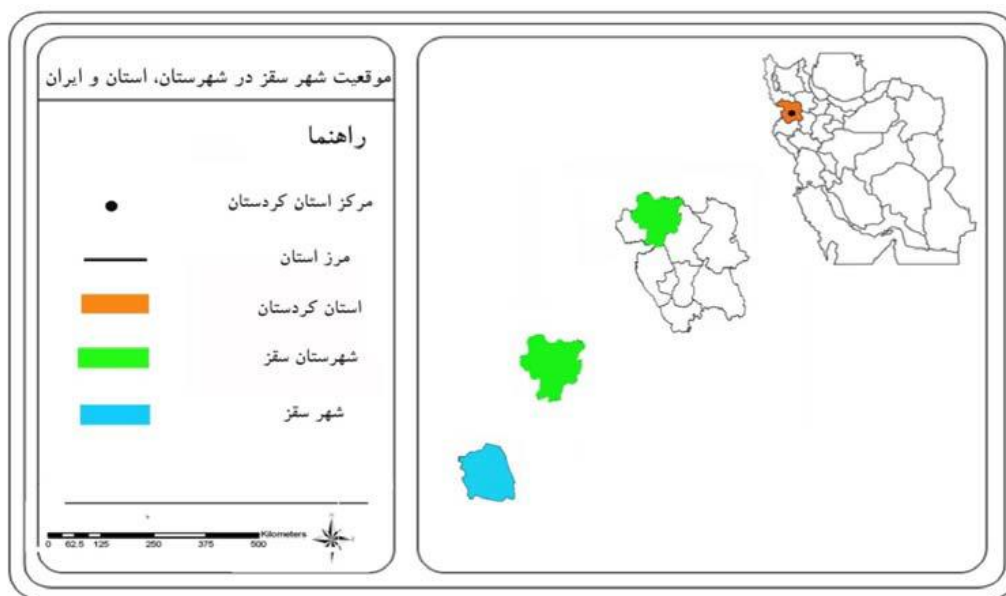 موقعیت شهر سقز در شهرستان، استان و ایران
راهنما
مرکز استان کردستان
مرز استان
استان کردستان
شهرستان سقز
شهر سقز
Kilometers
0 62.5 125 250 375 500